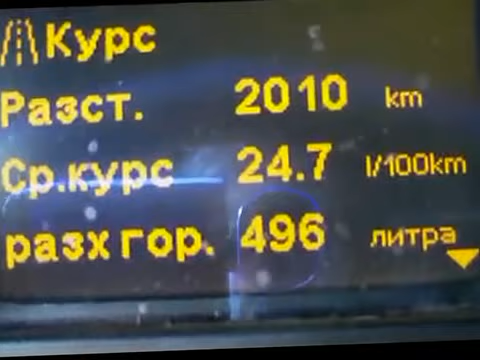 Курс
Разст. 2010 km
Ср.курс 24.7 l/100km
разх гор. 496 литра